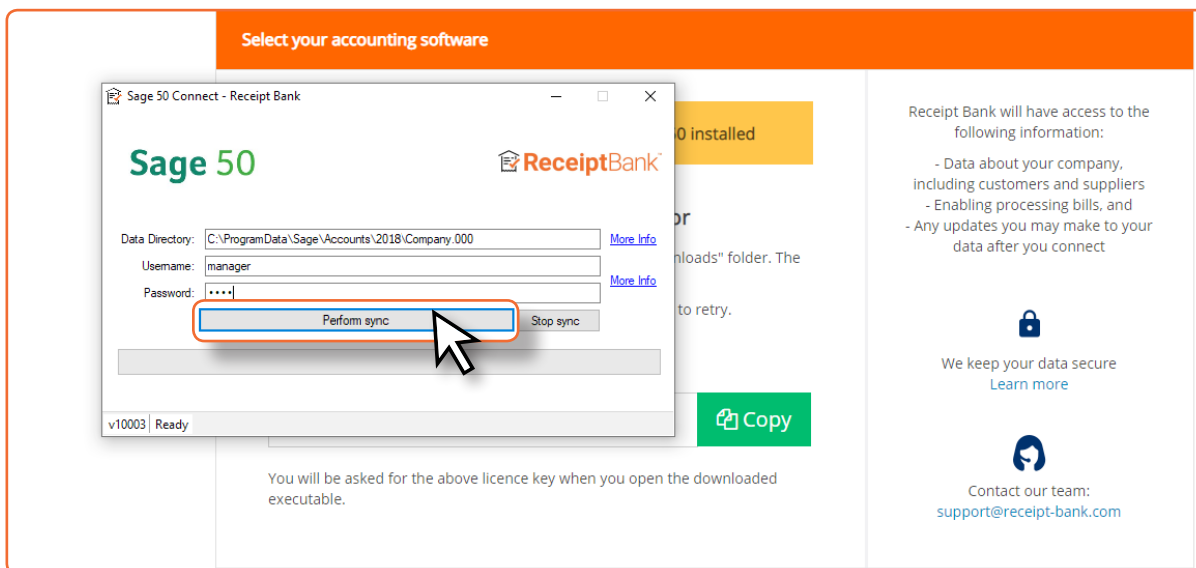 Select your accounting software
Sage 50 Connect - Receipt Bank
Sage 50
ReceiptBank™
Data Directory: C:\ProgramData\Sage\Accounts\2018\Company.000 More Info
Username: manager
More Info
Password: ••••
Perform sync Stop sync
v10003 Ready
0 installed
or
nloads" folder. The
to retry.
Copy
You will be asked for the above licence key when you open the downloaded
executable.
Receipt Bank will have access to the
following information:
- Data about your company,
including customers and suppliers
- Enabling processing bills, and
- Any updates you may make to your
data after you connect
We keep your data secure
Learn more
Contact our team:
support@receipt-bank.com